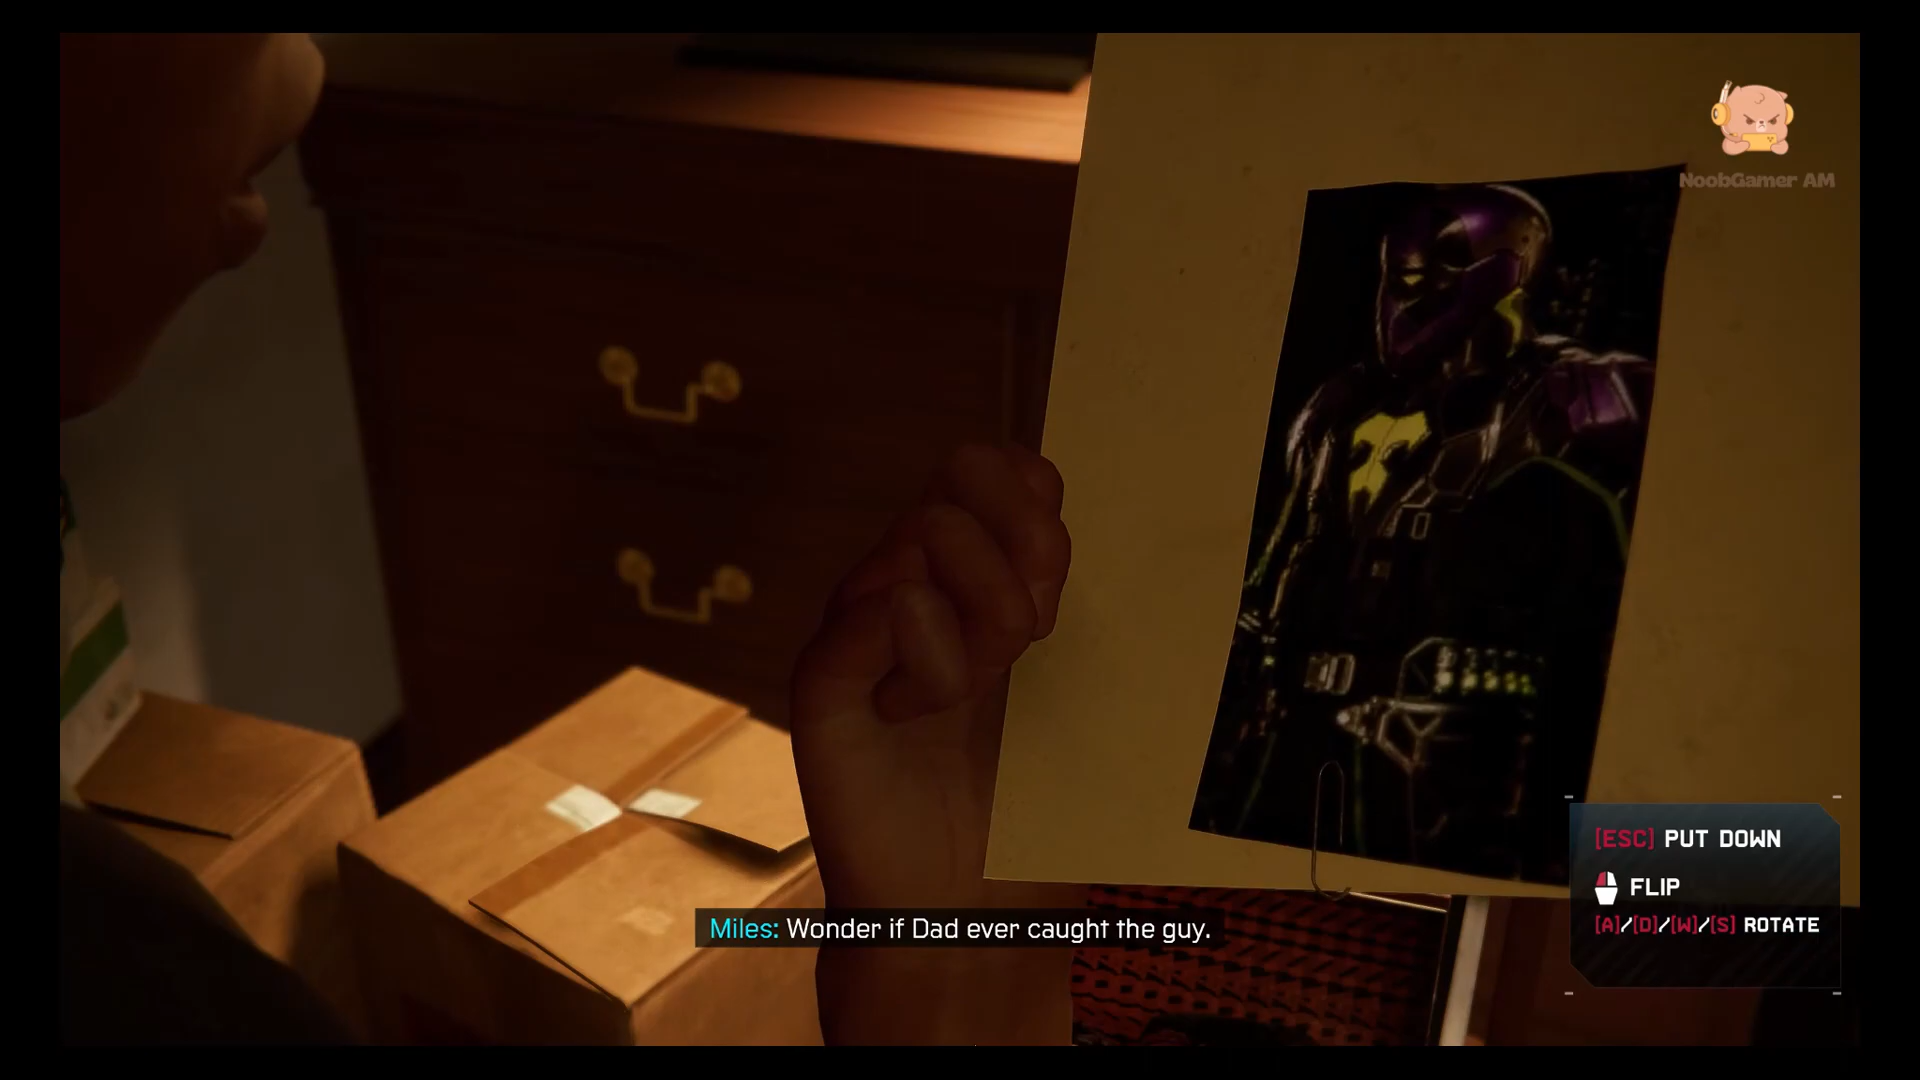 NoobGamer AM
[ESC] PUT DOWN
FLIP
[A]/[D]/[W]/[S] ROTATE
Miles: Wonder if Dad ever caught the guy.